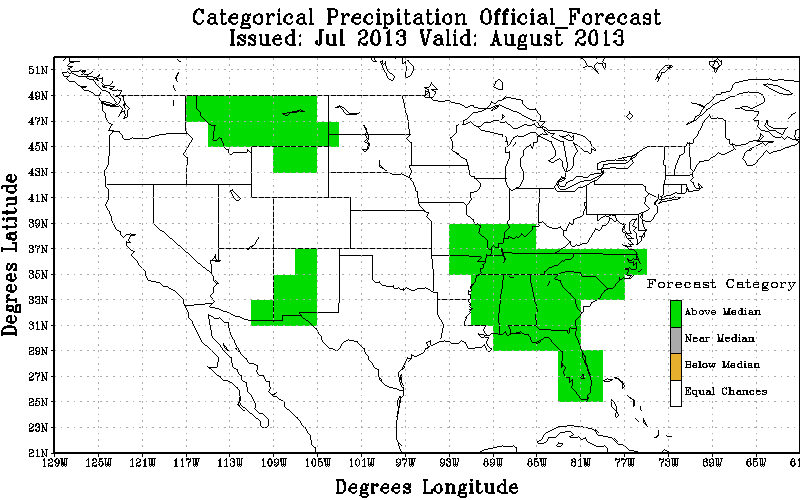 Categorical Precipitation Official_Forecast
Issued: Jul 2013 Valid: August 2013
Degrees Latitude
51N
49N
47N
45N
43N
41N
39N
37N
35N
33N
31N
29N
27N
25N
23N
21N
Forecast Category
Above Median
Near Median
Below Median
Equal Chances
129W 125W 121W 117W 113W 109W 105W 101W 97W 93W 89W 85W 81W 77W 73W 69W 65W 61
Degrees Longitude